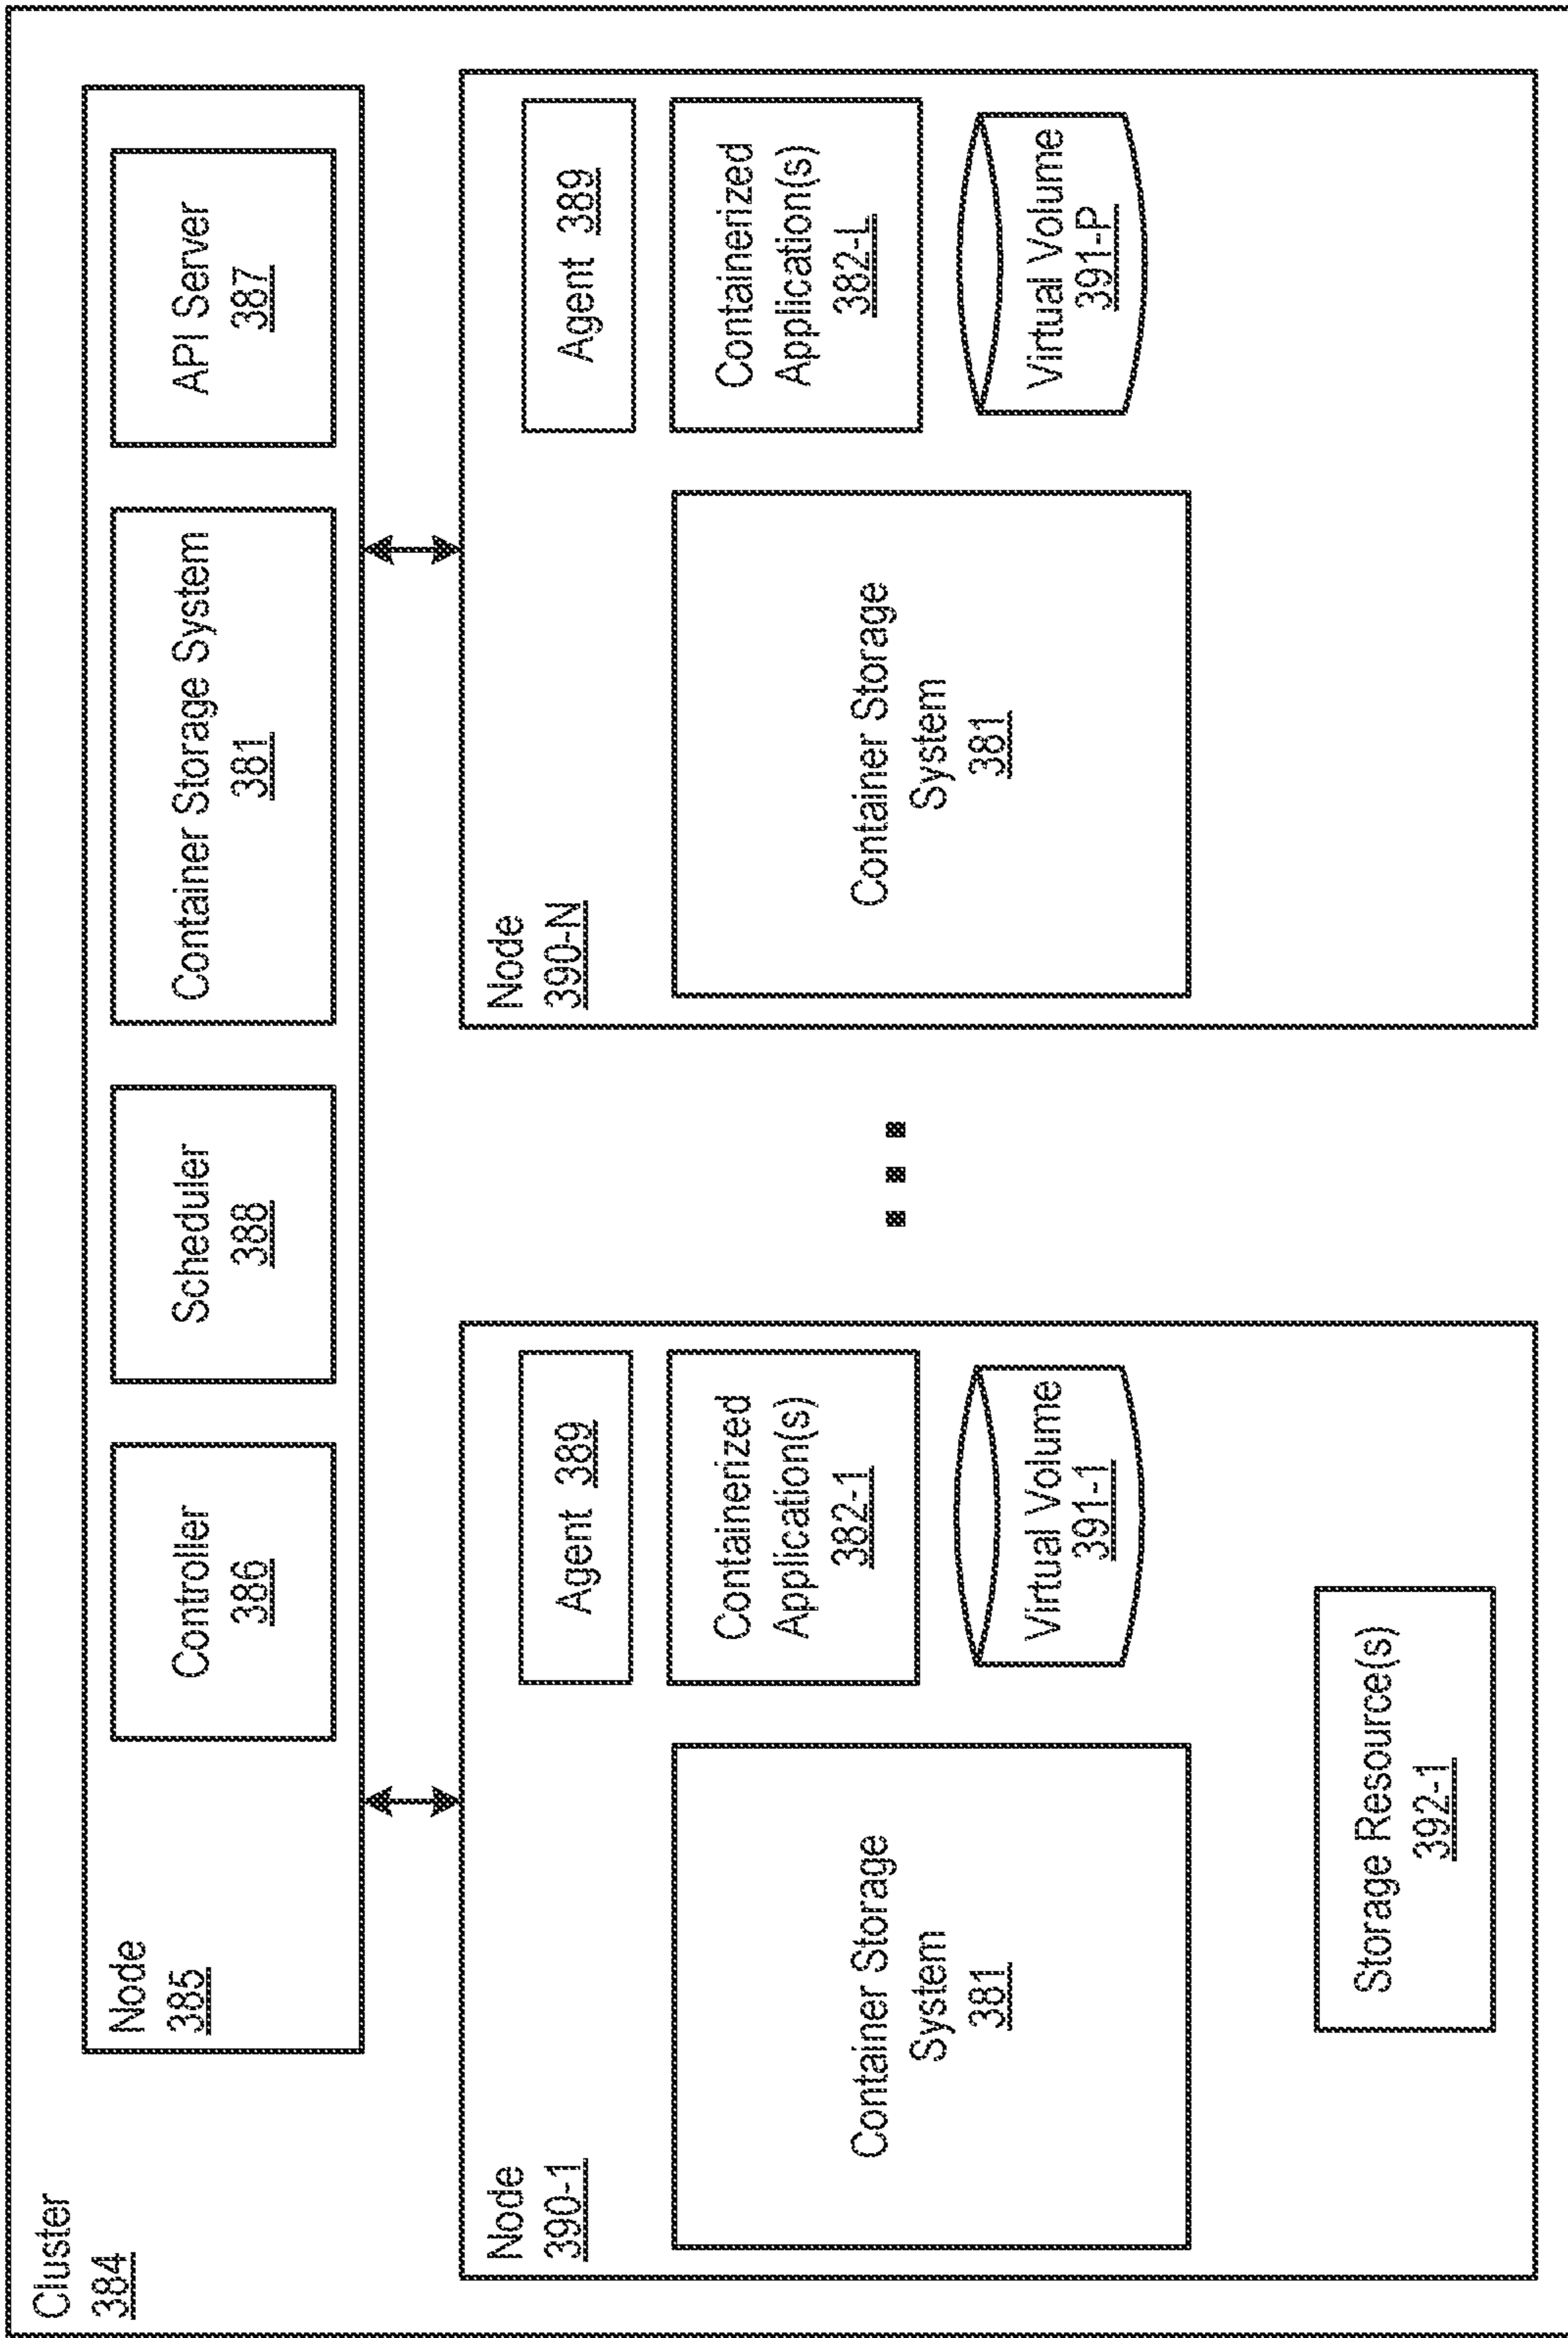 Cluster
384
Node
385
Controller
386
Scheduler
388
Container Storage System
381
API Server
387
Node
390-1
Container Storage
System
381
Agent 389
Containerized
Application(s)
382-1
Virtual Volume
391-1
Storage Resource(s)
392-1
Node
390-N
Container Storage
System
381
Agent 389
Containerized
Application(s)
382-L
Virtual Volume
391-P